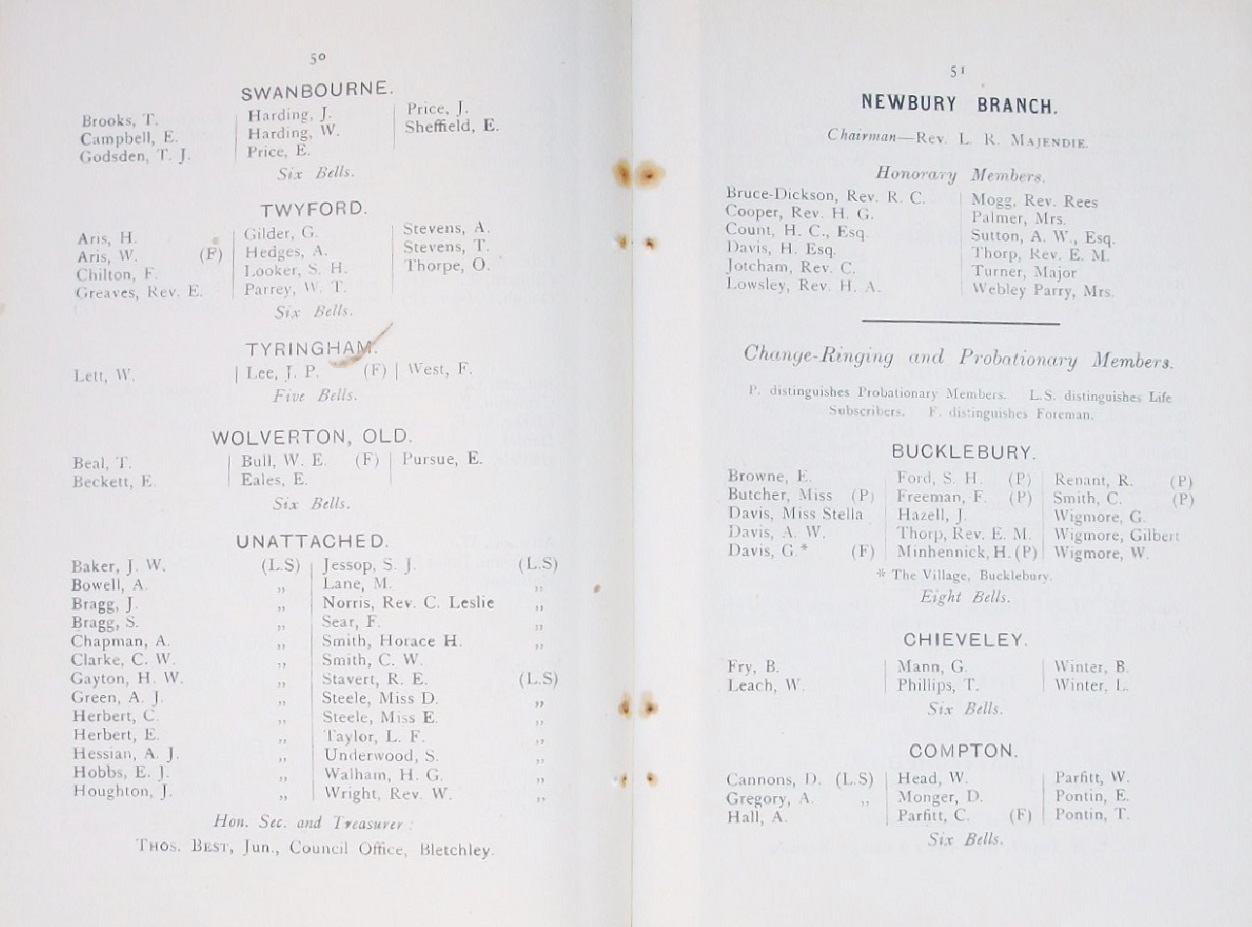 50
SWANBOURNE.
Brooks, T. Harding, J. Price, J.
Campbell, E. Harding, W. Sheffield, E.
Godsden, T. J. Price, E.
Six Bells.
TWYFORD.
Aris, H. Gilder, G. Stevens, A.
Aris, W. (F) Hedges, A. Stevens, T.
Chilton, F. Looker, S. H. Thorpe, O.
Greaves, Rev. E. Parrey, W. T.
Six Bells.
TYRINGHAM.
Lett, W. Lee, J. P. (F) West, F.
Five Bells.
WOLVERTON, OLD.
Beal, T. Bull, W. E. (F) Pursue, E.
Beckett, E. Eales, E.
Six Bells.
UNATTACHED.
Baker, J. W. (L.S) Jessop, S. J. (L.S)
Bowell, A. ,, Lane, M. ,,
Bragg, J. ,, Norris, Rev. C. Leslie ,,
Bragg, S. ,, Sear, F. ,,
Chapman, A. ,, Smith, Horace H. ,,
Clarke, C. W. ,, Smith, C. W.
Gayton, H. W. ,, Stavert, R. E. (L.S)
Green, A. J. ,, Steele, Miss D. ,,
Herbert, C. ,, Steele, Miss E. ,,
Herbert, E. ,, Taylor, L. F. ,,
Hessian, A. J. ,, Underwood, S. ,,
Hobbs, E. J. ,, Walham, H. G. ,,
Houghton, J. ,, Wright, Rev. W. ,,
Hon. Sec. and Treasurer:
THOS. BEST, Jun., Council Office, Bletchley.
51
NEWBURY BRANCH.
Chairman—Rev. L. R. MAJENDIE.
Honorary Members.
Bruce-Dickson, Rev. R. C. Mogg, Rev. Rees
Cooper, Rev. H. G. Palmer, Mrs.
Count, H. C., Esq. Sutton, A. W., Esq.
Davis, H. Esq. Thorp, Rev. E. M.
Jotcham, Rev. C. Turner, Major
Lowsley, Rev. H. A. Webley Parry, Mrs.
Change-Ringing and Probationary Members.
P. distinguishes Probationary Members. L.S. distinguishes Life
Subscribers. F. distinguishes Foreman.
BUCKLEBURY.
Browne, E. Ford, S. H. (P) Renant, R. (P)
Butcher, Miss (P) Freeman, F. (P) Smith, C. (P)
Davis, Miss Stella Hazell, J. Wigmore, G.
Davis, A. W. Thorp, Rev. E. M. Wigmore, Gilbert
Davis, G.* (F) Minhennick, H. (P) Wigmore, W.
* The Village, Bucklebury.
Eight Bells.
CHIEVELEY.
Fry, B. Mann, G. Winter, B.
Leach, W. Phillips, T. Winter, L.
Six Bells.
COMPTON.
Cannons, D. (L.S) Head, W. Parfitt, W.
Gregory, A. ,, Monger, D. Pontin, E.
Hall, A. Parfitt, C. (F) Pontin, T.
Six Bells.